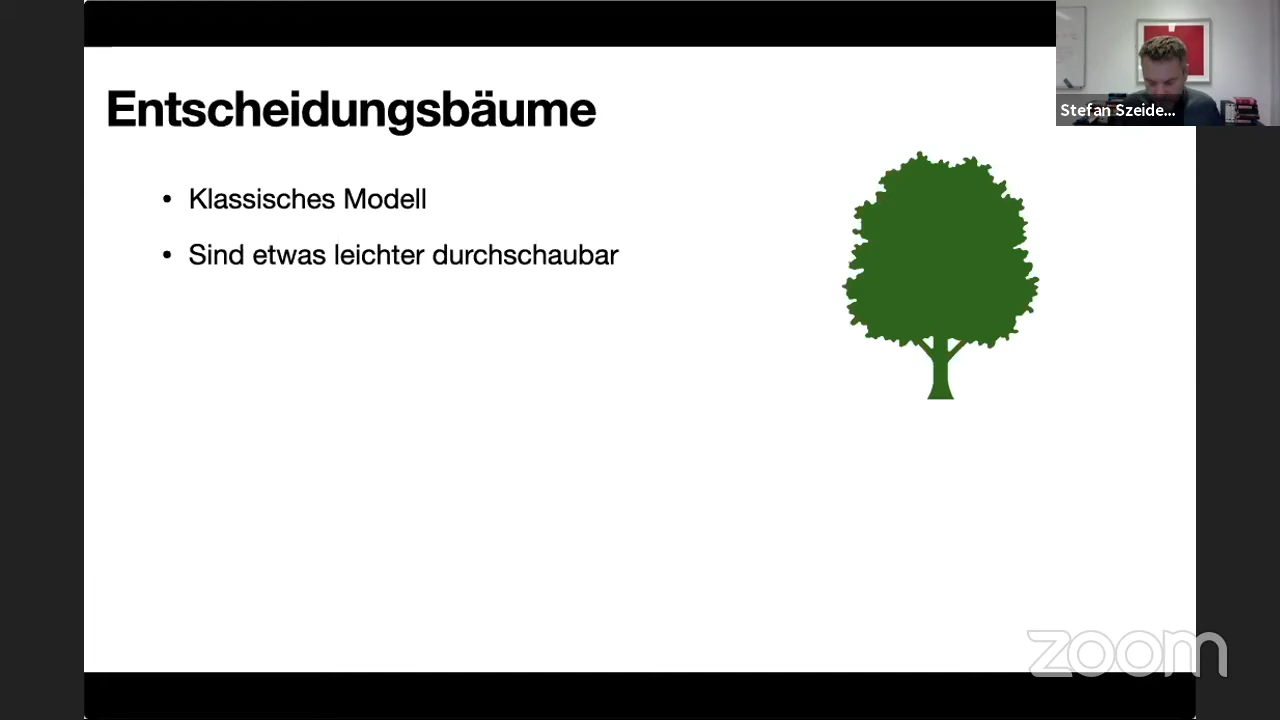 Entscheidungsbäume
Stefan Szeide...
• Klassisches Modell
• Sind etwas leichter durchschaubar
zoom